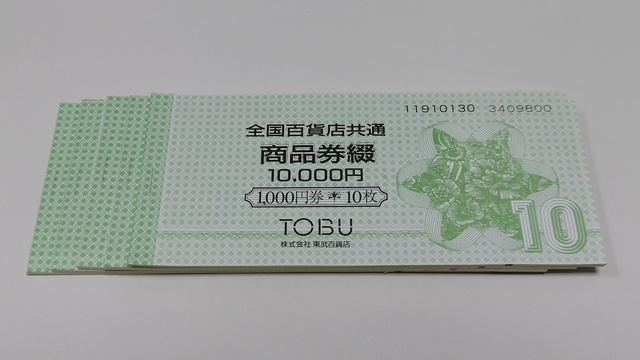 11910130 3409800
全国百貨店共通
商品券綴
10,000円
1,000円券 10枚
TOBU
株式会社 東武百貨店
10